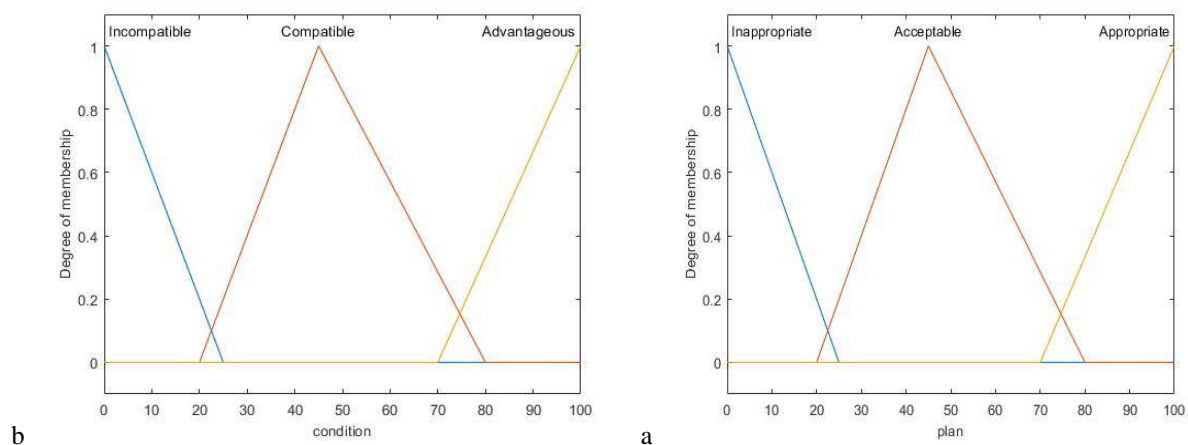 Incompatible Compatible Advantageous
1
0.8
0.6
0.4
0.2
0
Degree of membership
0 10 20 30 40 50 60 70 80 90 100
condition
b
Inappropriate Acceptable Appropriate
1
0.8
0.6
0.4
0.2
0
Degree of membership
0 10 20 30 40 50 60 70 80 90 100
plan
a